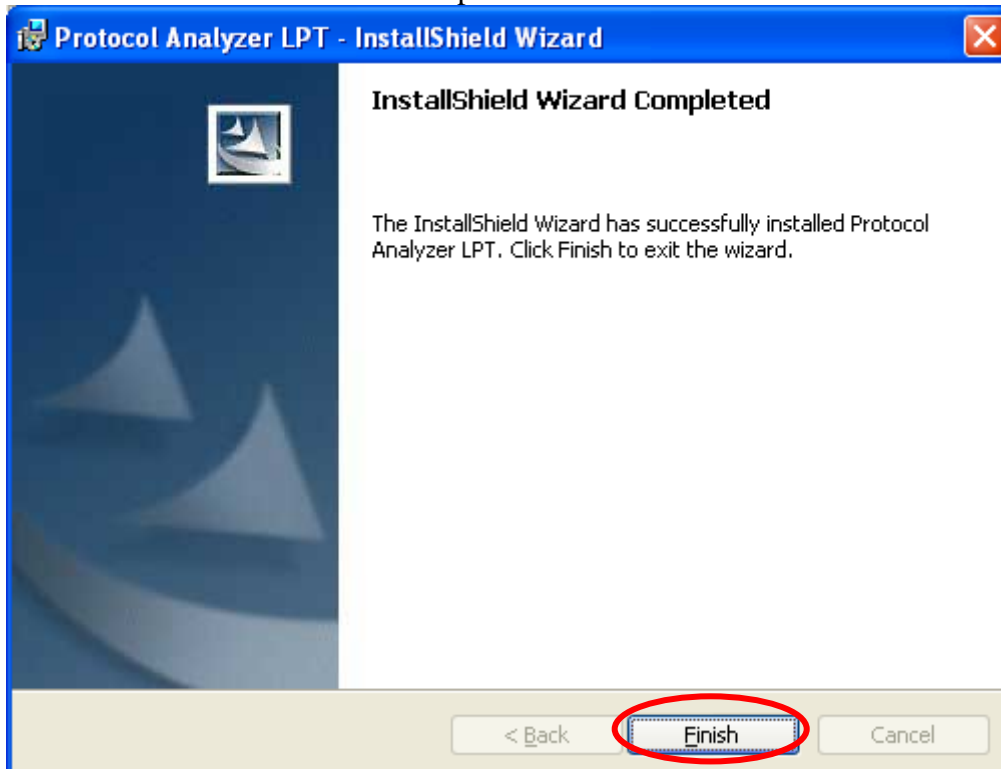 Protocol Analyzer LPT - InstallShield Wizard
InstallShield Wizard Completed
The InstallShield Wizard has successfully installed Protocol
Analyzer LPT. Click Finish to exit the wizard.
< Back Finish Cancel